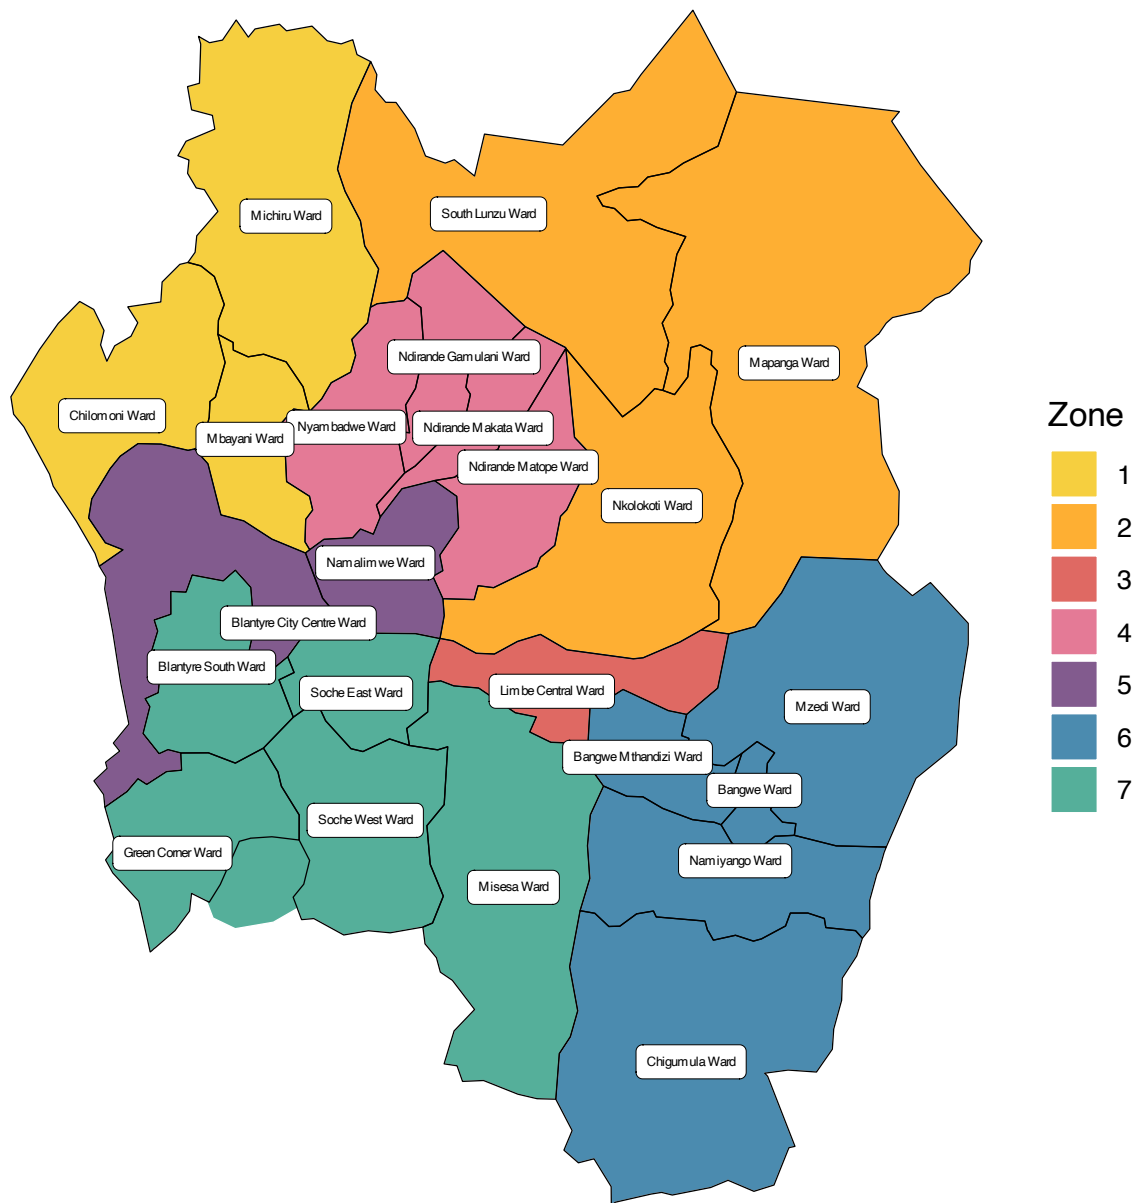 Michiru Ward
South Lunzu Ward
Ndirande Gamulani Ward
Mapanga Ward
Chilomoni Ward
Mbayani Ward
Nyambadwe Ward
Ndirande Makata Ward
Ndirande Matope Ward
Nkolokoti Ward
Namalimwe Ward
Blantyre City Centre Ward
Blantyre South Ward
Soche East Ward
Limbe Central Ward
Mzedi Ward
Bangwe Mthandizi Ward
Bangwe Ward
Soche West Ward
Green Corner Ward
Namiyango Ward
Misesa Ward
Chigumula Ward
Zone
1
2
3
4
5
6
7